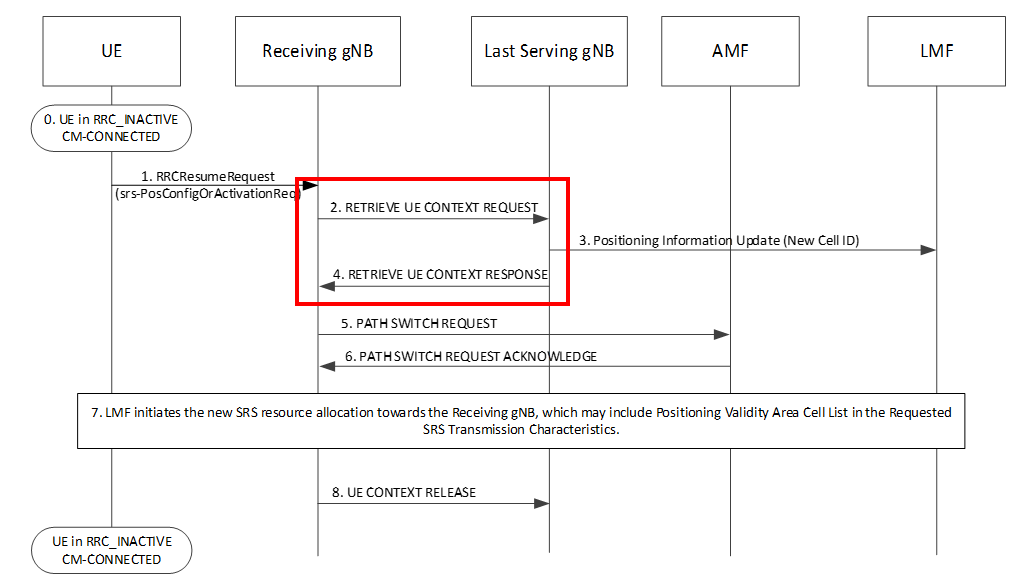 UE
Receiving gNB
Last Serving gNB
AMF
LMF
0. UE in RRC_INACTIVE
CM-CONNECTED
1. RRCResumeRequest
(srs-PosConfigOrActivationReq)
2. RETRIEVE UE CONTEXT REQUEST
3. Positioning Information Update (New Cell ID)
4. RETRIEVE UE CONTEXT RESPONSE
5. PATH SWITCH REQUEST
6. PATH SWITCH REQUEST ACKNOWLEDGE
7. LMF initiates the new SRS resource allocation towards the Receiving gNB, which may include Positioning Validity Area Cell List in the Requested
SRS Transmission Characteristics.
8. UE CONTEXT RELEASE
UE in RRC_INACTIVE
CM-CONNECTED